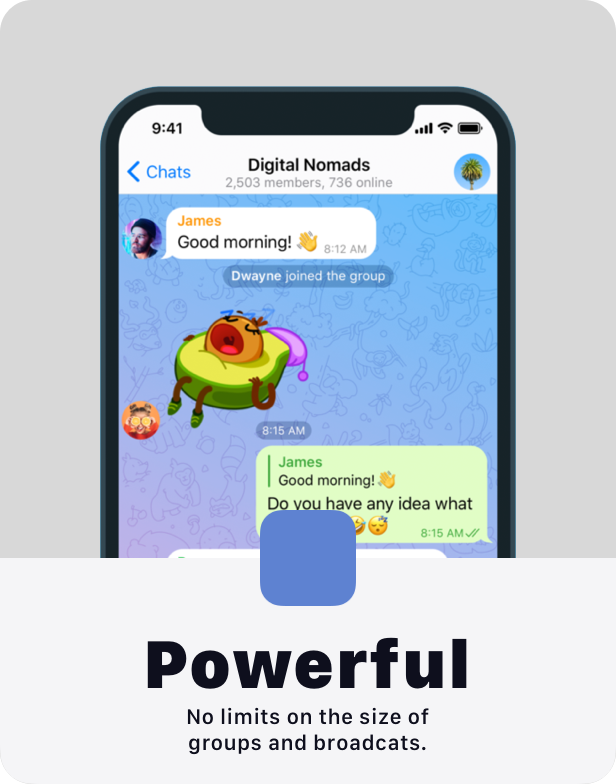 9:41
Chats
Digital Nomads
2,503 members, 736 online
James
Good morning! 👋 8:12 AM
Dwayne joined the group
8:15 AM
James
Good morning! 👋
Do you have any idea what
🤣😴 8:15 AM
Powerful
No limits on the size of
groups and broadcats.